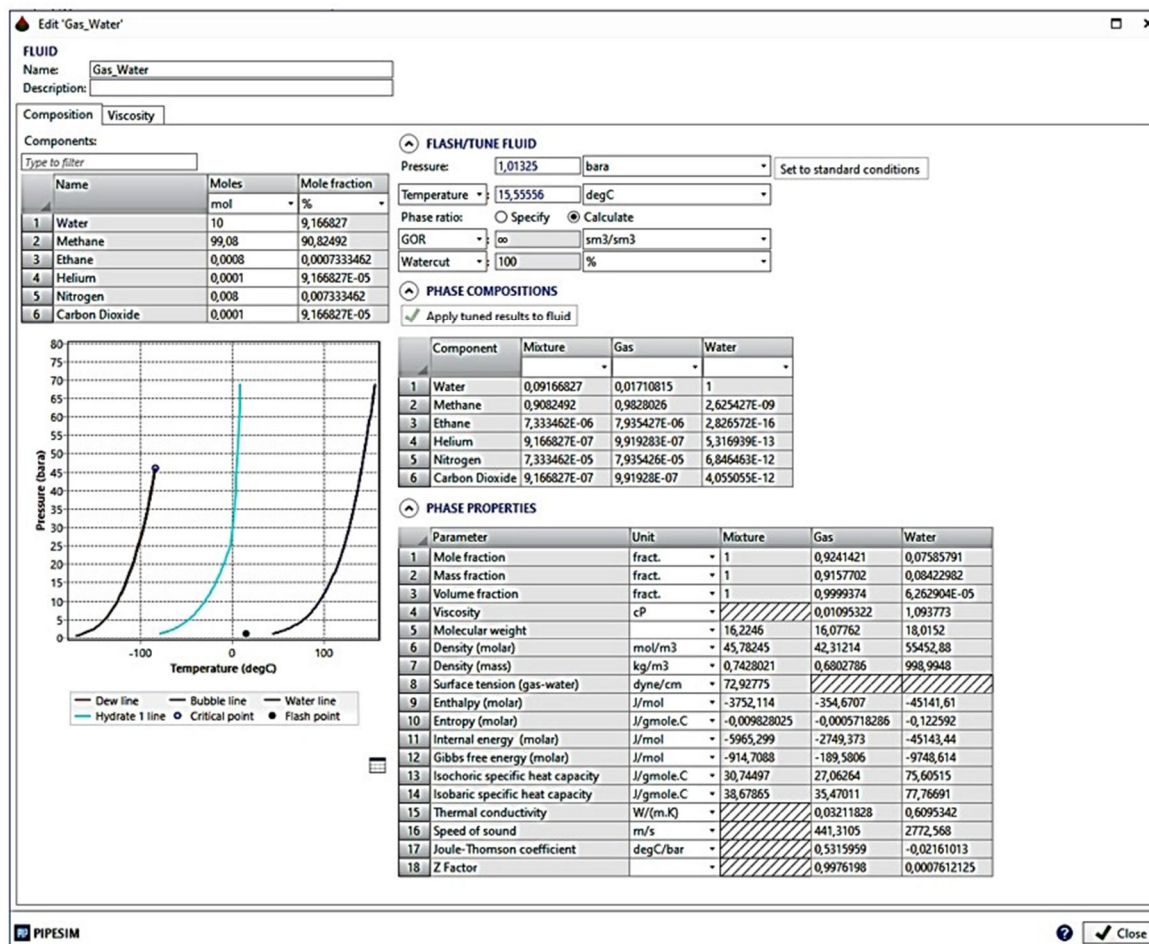 Edit 'Gas_Water'
FLUID
Name: Gas_Water
Description:
Composition Viscosity
Components:
Type to filter
Name Moles Mole fraction
mol %
1 Water 10 9,166827
2 Methane 99,08 90,82492
3 Ethane 0,0008 0,0007333462
4 Helium 0,0001 9,166827E-05
5 Nitrogen 0,008 0,007333462
6 Carbon Dioxide 0,0001 9,166827E-05
80
75
70
65
60
55
50
45
40
35
30
25
20
15
10
5
0
Pressure (bara)
-100 0 100
Temperature (degC)
Dew line Bubble line Water line
Hydrate 1 line Critical point Flash point
FLASH/TUNE FLUID
Pressure: 1,01325 bara Set to standard conditions
Temperature : 15,55556 degC
Phase ratio: Specify Calculate
GOR : ∞ sm3/sm3
Watercut : 100 %
PHASE COMPOSITIONS
Apply tuned results to fluid
Component Mixture Gas Water
1 Water 0,09166827 0,01710815 1
2 Methane 0,9082492 0,9828026 2,625427E-09
3 Ethane 7,333462E-06 7,935427E-06 2,826572E-16
4 Helium 9,166827E-07 9,919283E-07 5,316939E-13
5 Nitrogen 7,333462E-05 7,935426E-05 6,846463E-12
6 Carbon Dioxide 9,166827E-07 9,91928E-07 4,055055E-12
PHASE PROPERTIES
Parameter Unit Mixture Gas Water
1 Mole fraction fract. 1 0,9241421 0,07585791
2 Mass fraction fract. 1 0,9157702 0,08422982
3 Volume fraction fract. 1 0,9999374 6,262904E-05
4 Viscosity cP 0,01095322 1,093773
5 Molecular weight 16,2246 16,07762 18,0152
6 Density (molar) mol/m3 45,78245 42,31214 55452,88
7 Density (mass) kg/m3 0,7428021 0,6802786 998,9948
8 Surface tension (gas-water) dyne/cm 72,92775
9 Enthalpy (molar) J/mol -3752,114 -354,6707 -45141,61
10 Entropy (molar) J/gmole.C -0,009828025 -0,0005718286 -0,122592
11 Internal energy (molar) J/mol -5965,299 -2749,373 -45143,44
12 Gibbs free energy (molar) J/mol -914,7088 -189,5806 -9748,614
13 Isochoric specific heat capacity J/gmole.C 30,74497 27,06264 75,60515
14 Isobaric specific heat capacity J/gmole.C 38,67865 35,47011 77,76691
15 Thermal conductivity W/(m.K) 0,03211828 0,6095342
16 Speed of sound m/s 441,3105 2772,568
17 Joule-Thomson coefficient degC/bar 0,5315959 -0,02161013
18 Z Factor 0,9976198 0,0007612125
PIPESIM
Close